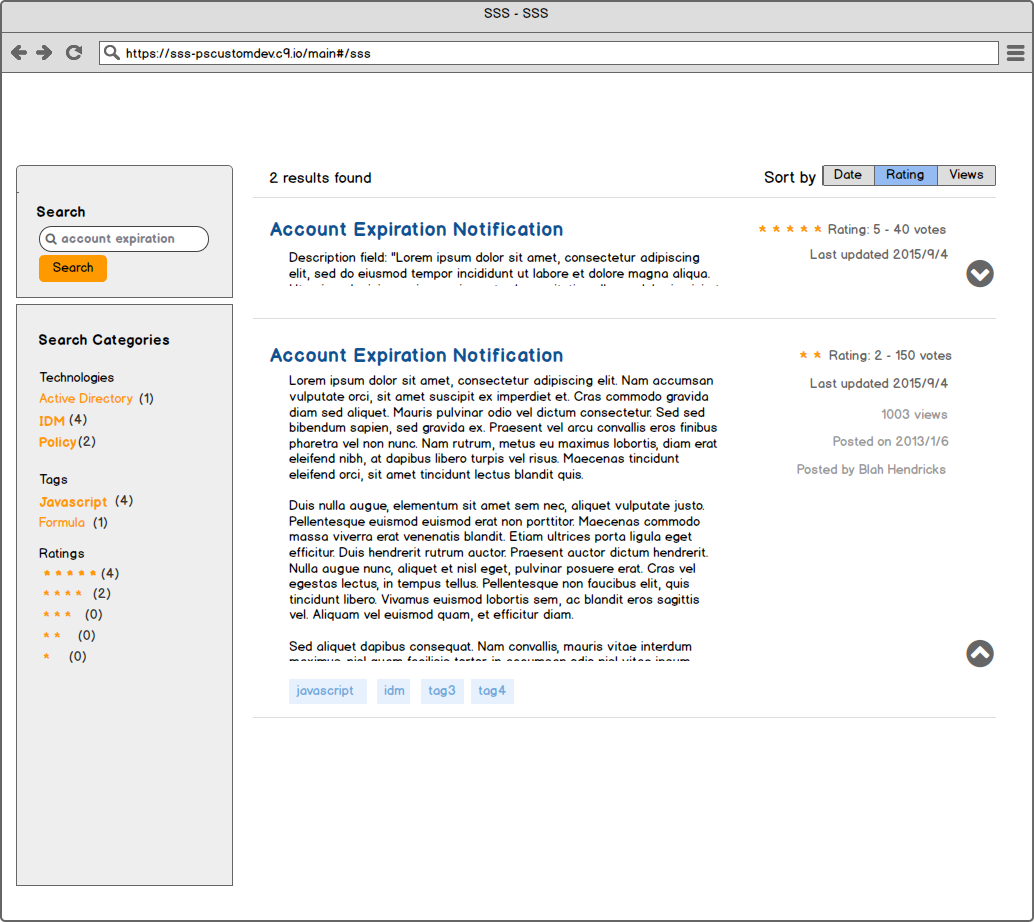 SSS - SSS
https://sss-pscustomdev.c9.io/main#/sss
Search
account expiration
Search
Search Categories
Technologies
Active Directory (1)
IDM (4)
Policy (2)
Tags
Javascript (4)
Formula (1)
Ratings
* * * * * (4)
* * * * (2)
* * * (0)
* * (0)
* (0)
2 results found
Sort by Date Rating Views
Account Expiration Notification
* * * * * Rating: 5 - 40 votes
Last updated 2015/9/4
Description field: "Lorem ipsum dolor sit amet, consectetur adipiscing
elit, sed do eiusmod tempor incididunt ut labore et dolore magna aliqua.
Account Expiration Notification
* * Rating: 2 - 150 votes
Last updated 2015/9/4
1003 views
Posted on 2013/1/6
Posted by Blah Hendricks
Lorem ipsum dolor sit amet, consectetur adipiscing elit. Nam accumsan
vulputate orci, sit amet suscipit ex imperdiet et. Cras commodo gravida
diam sed aliquet. Mauris pulvinar odio vel dictum consectetur. Sed sed
bibendum sapien, sed gravida ex. Praesent vel arcu convallis eros finibus
pharetra vel non nunc. Nam rutrum, metus eu maximus lobortis, diam erat
eleifend nibh, at dapibus libero turpis vel risus. Maecenas tincidunt
eleifend orci, sit amet tincidunt lectus blandit quis.
Duis nulla augue, elementum sit amet sem nec, aliquet vulputate justo.
Pellentesque euismod euismod erat non porttitor. Maecenas commodo
massa viverra erat venenatis blandit. Etiam ultrices porta ligula eget
efficitur. Duis hendrerit rutrum auctor. Praesent auctor dictum hendrerit.
Nulla augue nunc, aliquet et nisl eget, pulvinar posuere erat. Cras vel
egestas lectus, in tempus tellus. Pellentesque non faucibus elit, quis
tincidunt libero. Vivamus euismod lobortis sem, ac blandit eros sagittis
vel. Aliquam vel euismod quam, et efficitur diam.
Sed aliquet dapibus consequat. Nam convallis, mauris vitae interdum
javascript idm tag3 tag4